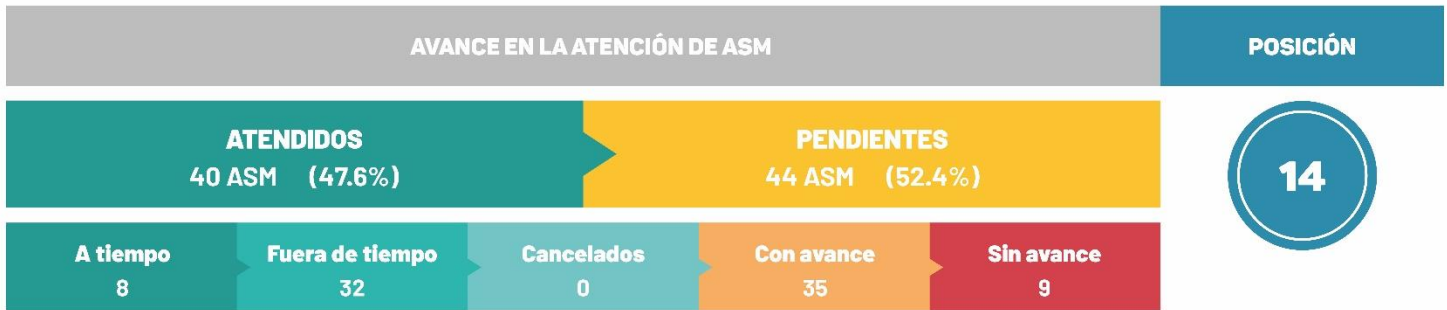 AVANCE EN LA ATENCIÓN DE ASM
POSICIÓN
ATENDIDOS
40 ASM (47.6%)
PENDIENTES
44 ASM (52.4%)
14
A tiempo
8
Fuera de tiempo
32
Cancelados
0
Con avance
35
Sin avance
9